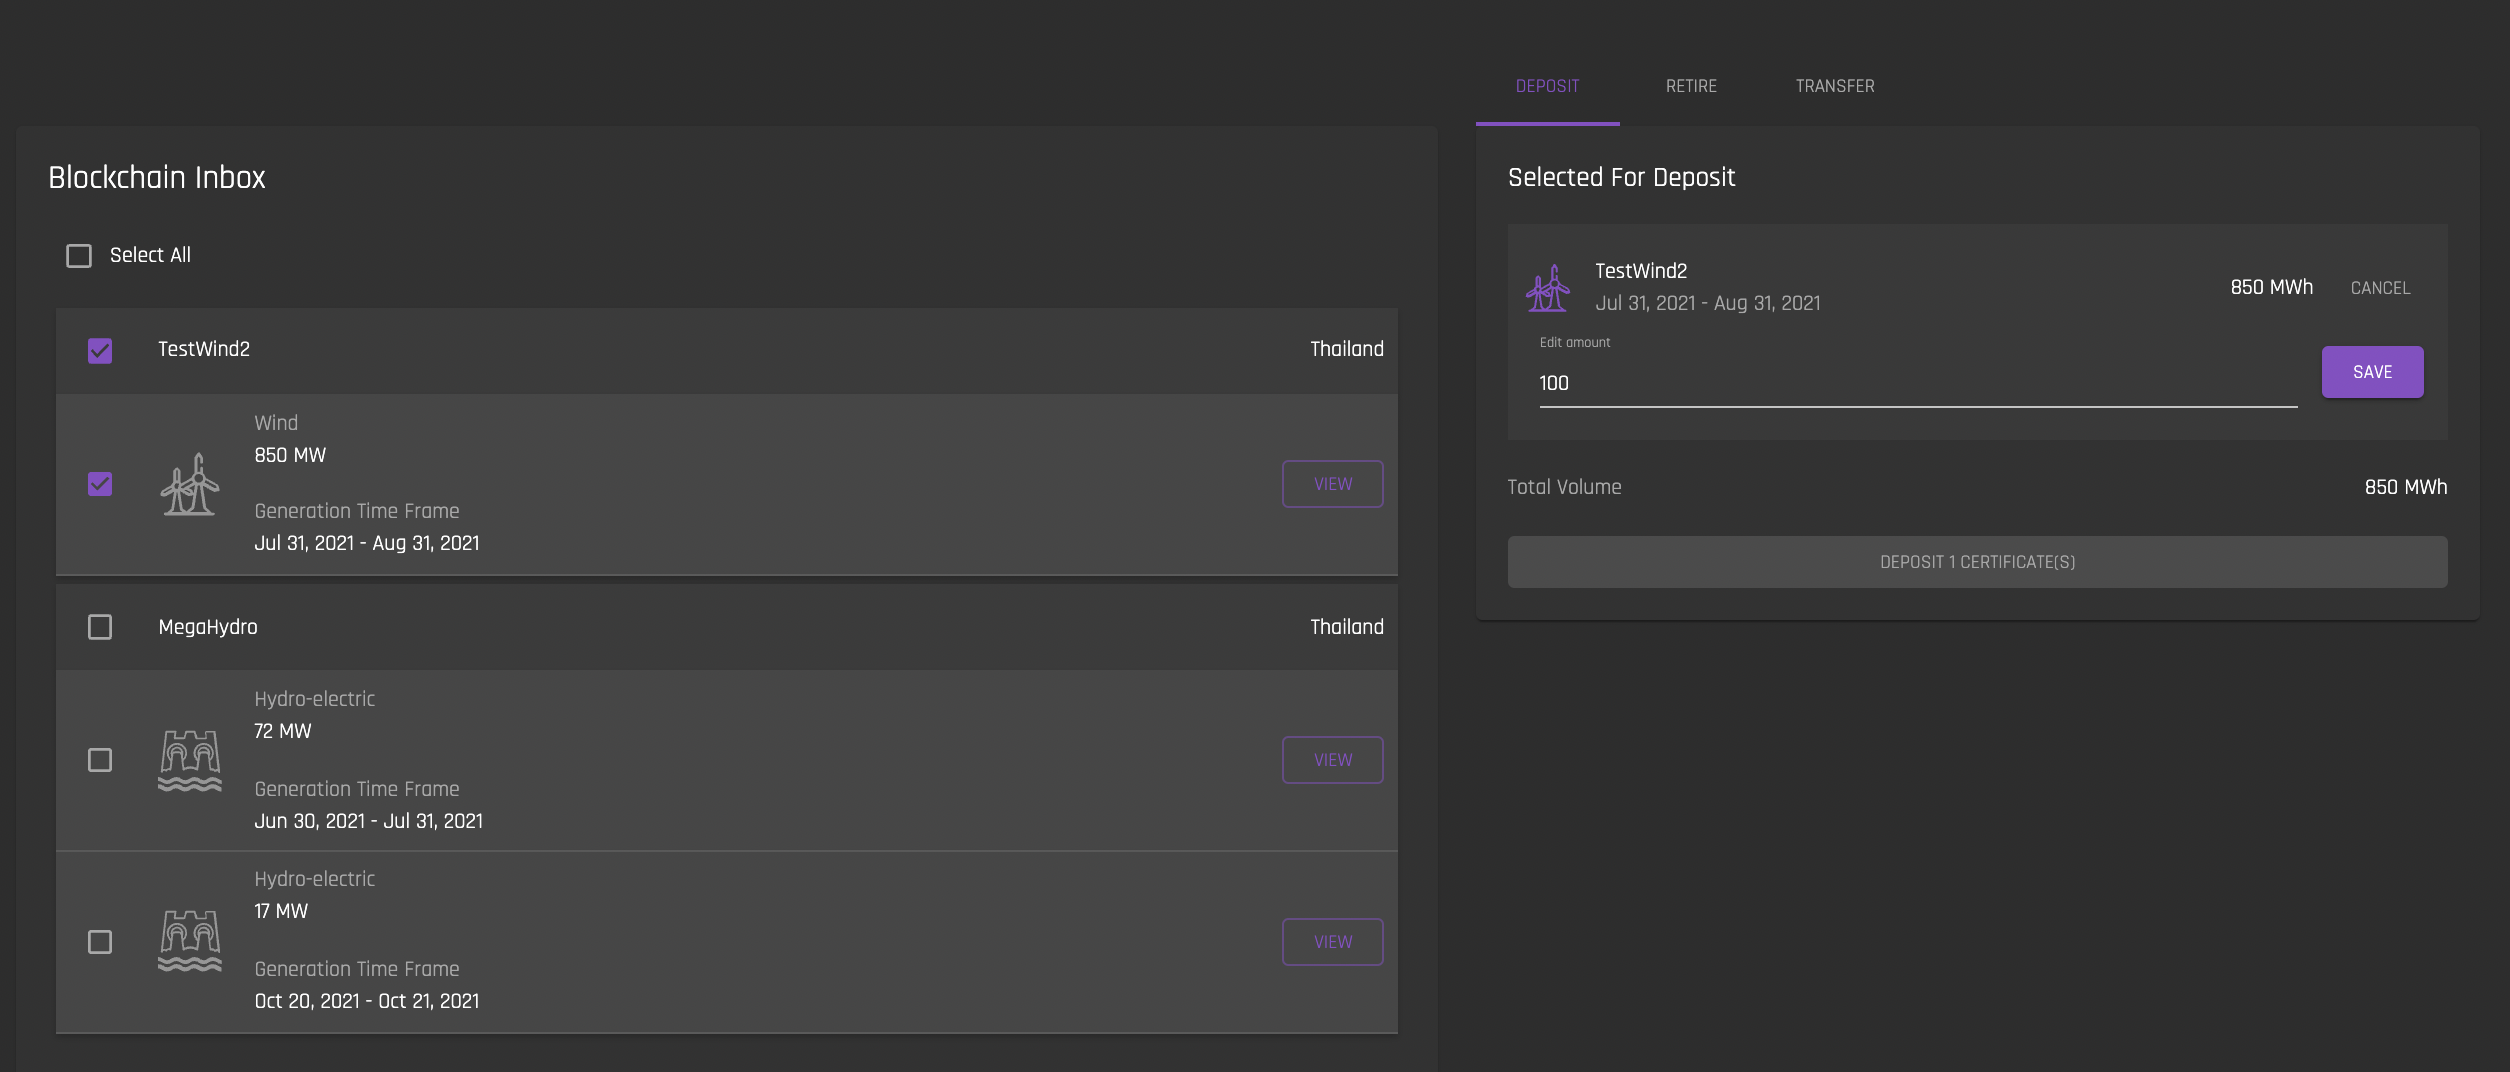 DEPOSIT
RETIRE
TRANSFER
Blockchain Inbox
Select All
TestWind2
Thailand
Wind
850 MW
Generation Time Frame
Jul 31, 2021 - Aug 31, 2021
VIEW
MegaHydro
Thailand
Hydro-electric
72 MW
Generation Time Frame
Jun 30, 2021 - Jul 31, 2021
VIEW
Hydro-electric
17 MW
Generation Time Frame
Oct 20, 2021 - Oct 21, 2021
VIEW
Selected For Deposit
TestWind2
Jul 31, 2021 - Aug 31, 2021
850 MWh
CANCEL
Edit amount
100
SAVE
Total Volume
850 MWh
DEPOSIT 1 CERTIFICATE(S)